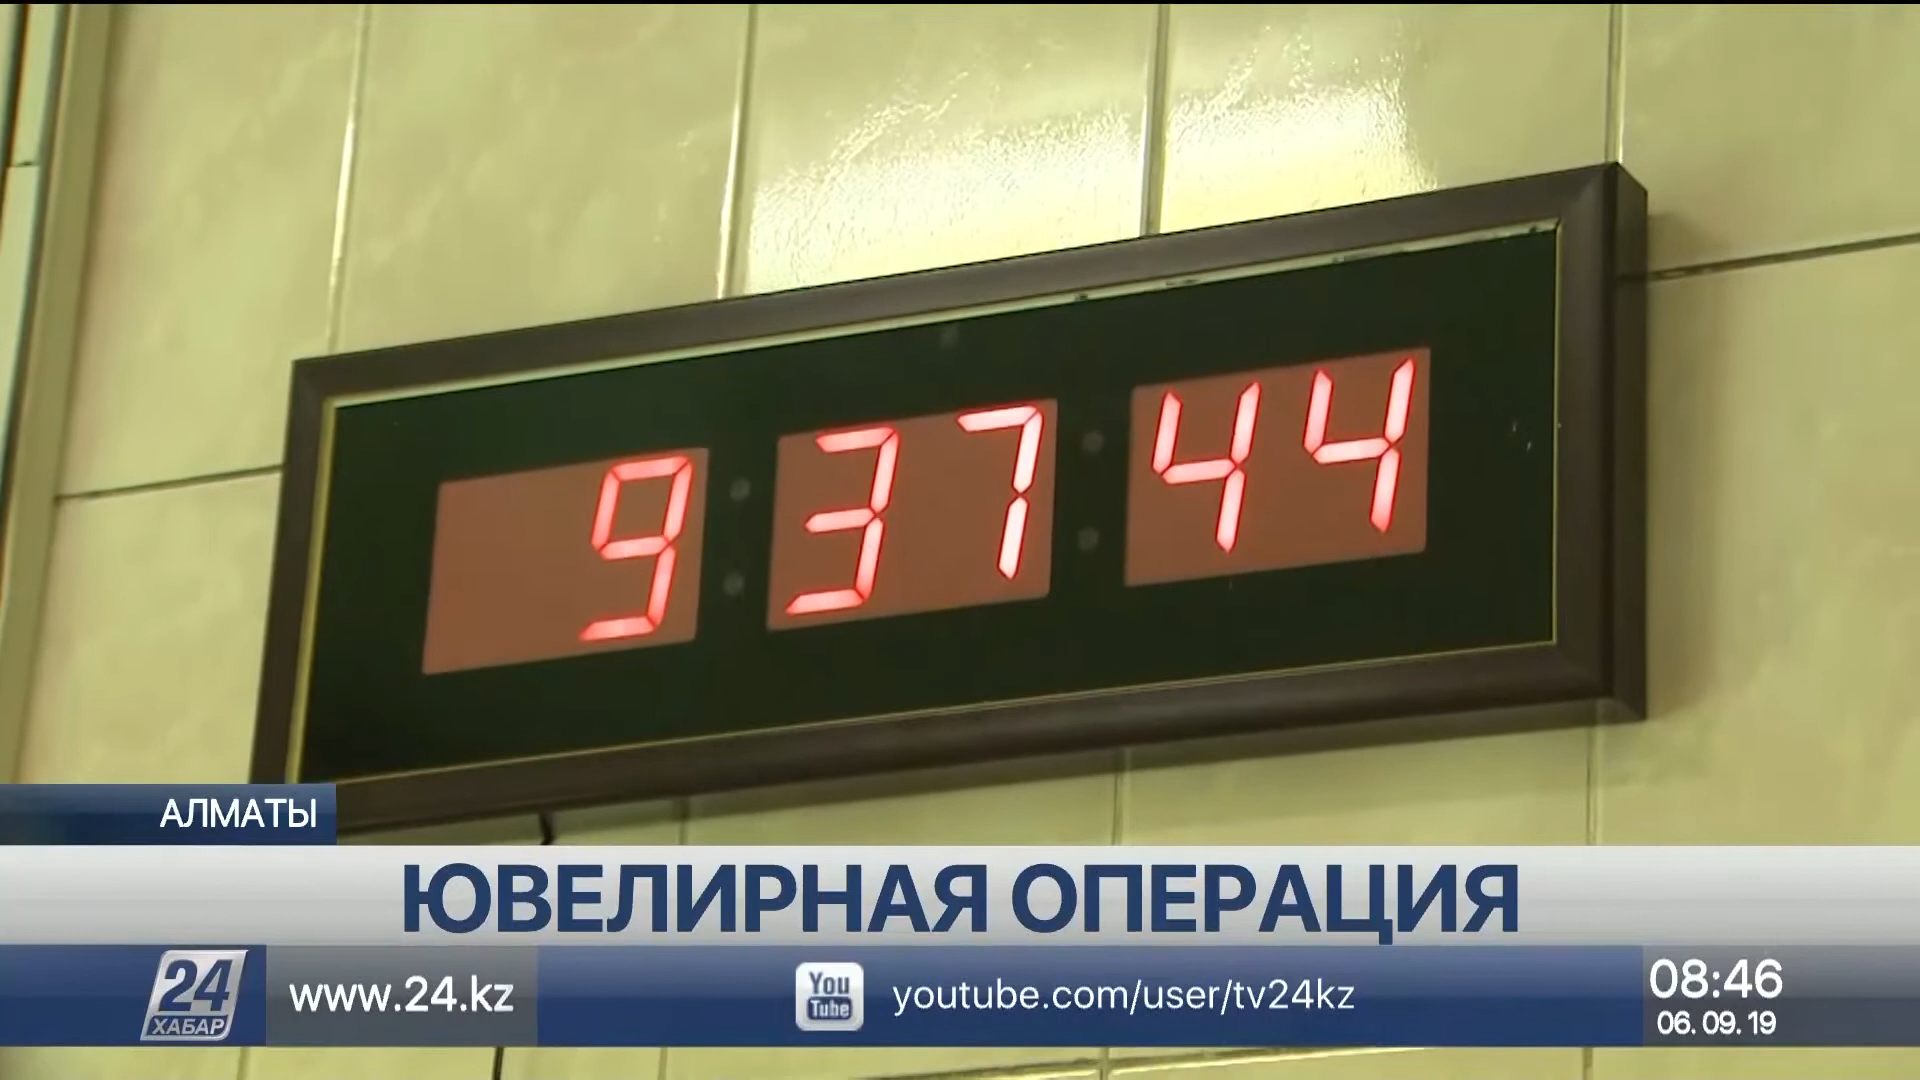 9 37 44
АЛМАТЫ
ЮВЕЛИРНАЯ ОПЕРАЦИЯ
24 ХАБАР
www.24.kz
You Tube
youtube.com/user/tv24kz
08:46
06. 09. 19